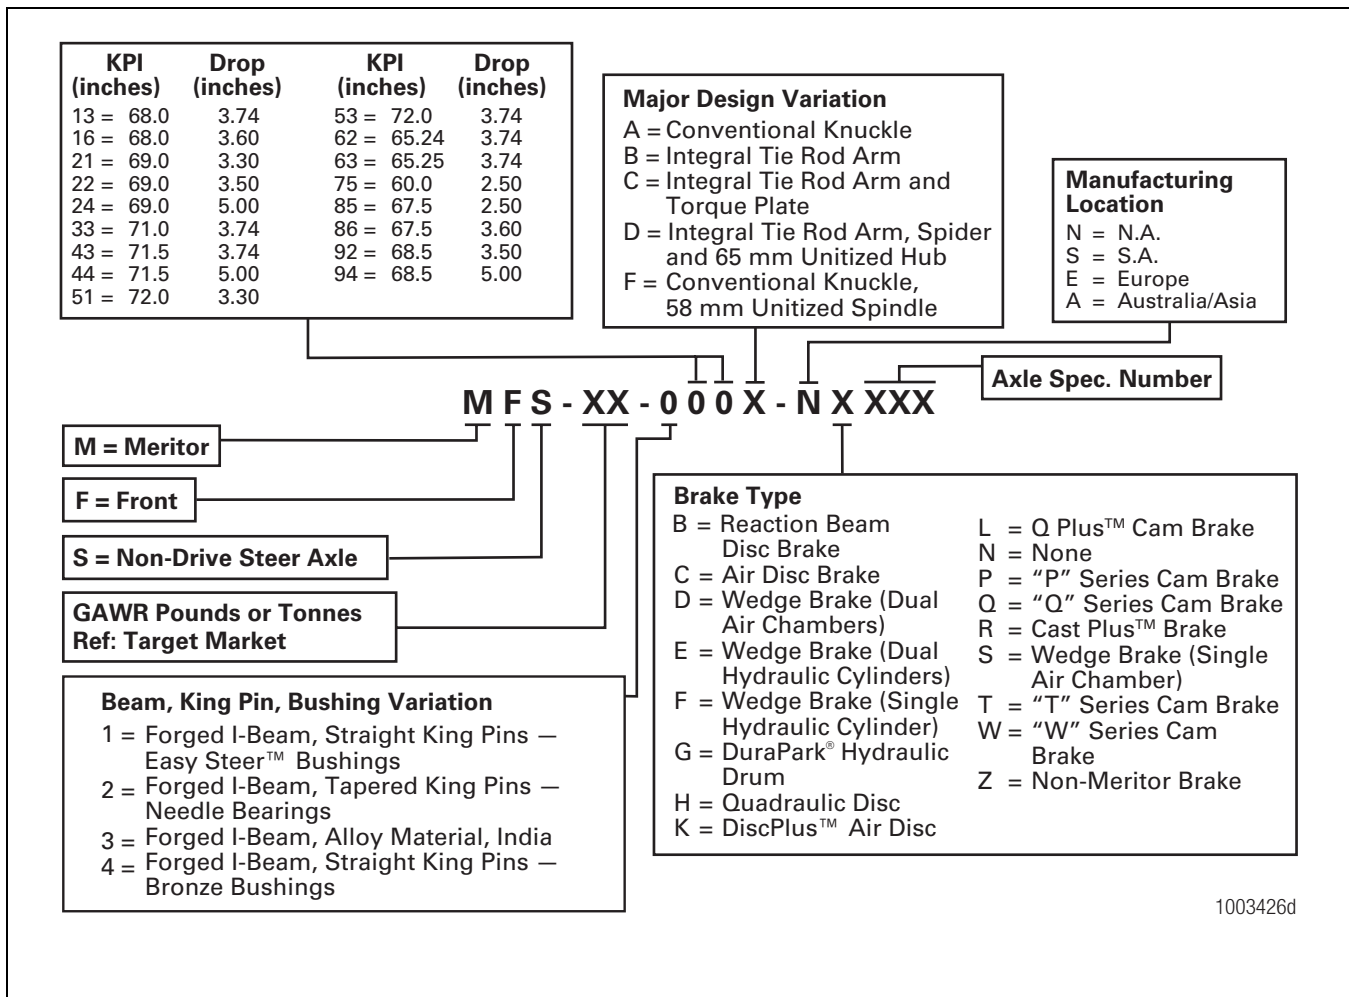 KPI Drop KPI Drop
(inches) (inches) (inches) (inches)
13 = 68.0 3.74 53 = 72.0 3.74
16 = 68.0 3.60 62 = 65.24 3.74
21 = 69.0 3.30 63 = 65.25 3.74
22 = 69.0 3.50 75 = 60.0 2.50
24 = 69.0 5.00 85 = 67.5 2.50
33 = 71.0 3.74 86 = 67.5 3.60
43 = 71.5 3.74 92 = 68.5 3.50
44 = 71.5 5.00 94 = 68.5 5.00
51 = 72.0 3.30
Major Design Variation
A = Conventional Knuckle
B = Integral Tie Rod Arm
C = Integral Tie Rod Arm and
Torque Plate
D = Integral Tie Rod Arm, Spider
and 65 mm Unitized Hub
F = Conventional Knuckle,
58 mm Unitized Spindle
Manufacturing
Location
N = N.A.
S = S.A.
E = Europe
A = Australia/Asia
Axle Spec. Number
M F S - XX - 0 0 0 X - N X XXX
M = Meritor
F = Front
S = Non-Drive Steer Axle
GAWR Pounds or Tonnes
Ref: Target Market
Beam, King Pin, Bushing Variation
1 = Forged I-Beam, Straight King Pins —
Easy Steer™ Bushings
2 = Forged I-Beam, Tapered King Pins —
Needle Bearings
3 = Forged I-Beam, Alloy Material, India
4 = Forged I-Beam, Straight King Pins —
Bronze Bushings
Brake Type
B = Reaction Beam
Disc Brake
C = Air Disc Brake
D = Wedge Brake (Dual
Air Chambers)
E = Wedge Brake (Dual
Hydraulic Cylinders)
F = Wedge Brake (Single
Hydraulic Cylinder)
G = DuraPark® Hydraulic
Drum
H = Quadraulic Disc
K = DiscPlus™ Air Disc
L = Q Plus™ Cam Brake
N = None
P = “P” Series Cam Brake
Q = “Q” Series Cam Brake
R = Cast Plus™ Brake
S = Wedge Brake (Single
Air Chamber)
T = “T” Series Cam Brake
W = “W” Series Cam
Brake
Z = Non-Meritor Brake
1003426d